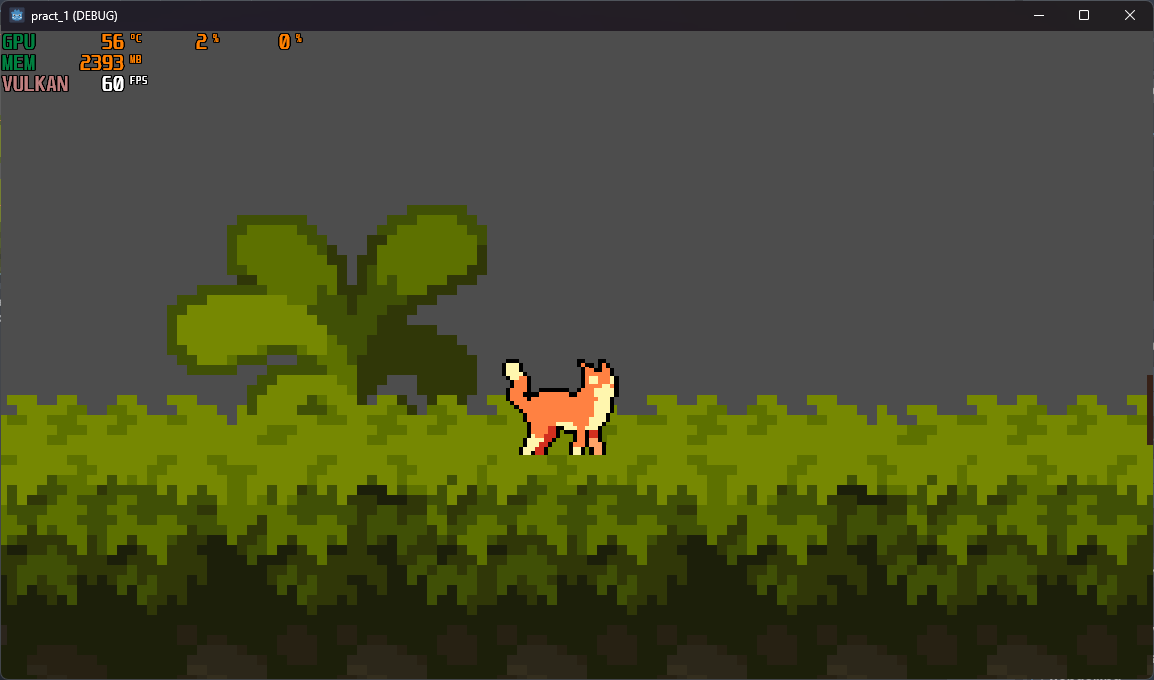 pract_1 (DEBUG)
GPU 56 °C 2 % 0 %
MEM 2393 MB
VULKAN 60 FPS